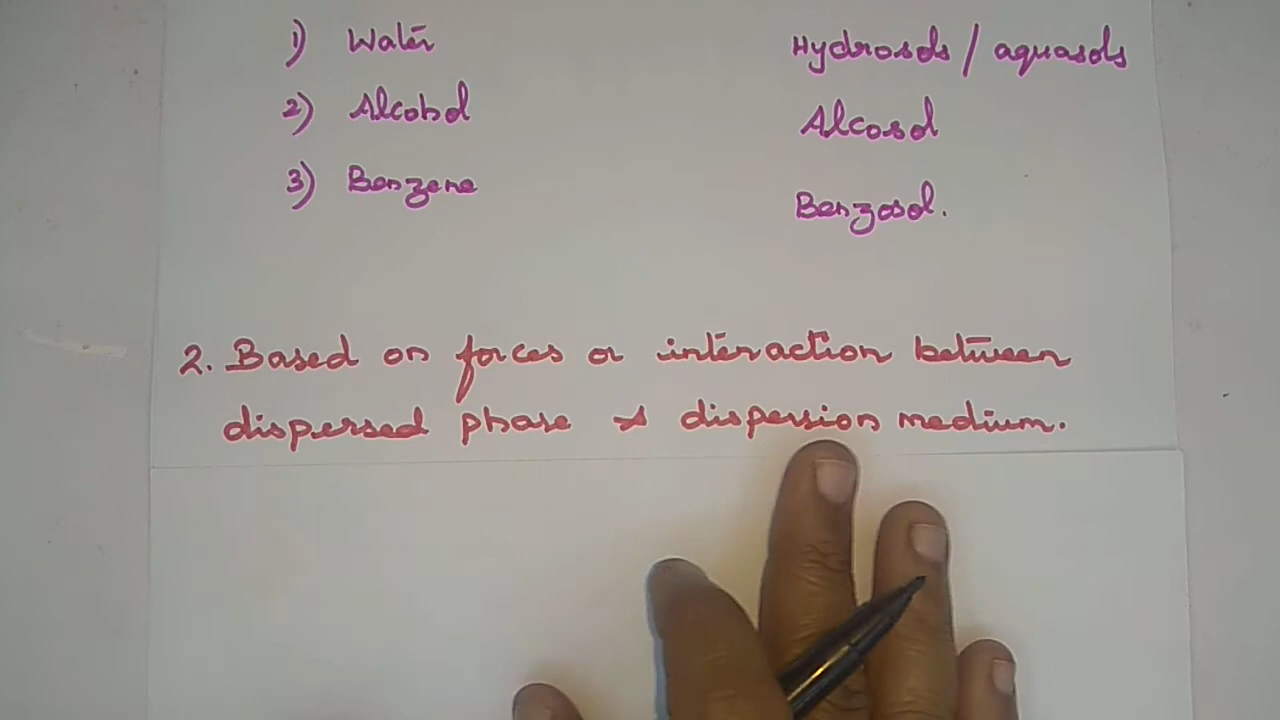 1) Water Hydrosols / aquasols
2) Alcohol Alcosol
3) Benzene Benzosol.
2. Based on forces or interaction between
dispersed phase & dispersion medium.